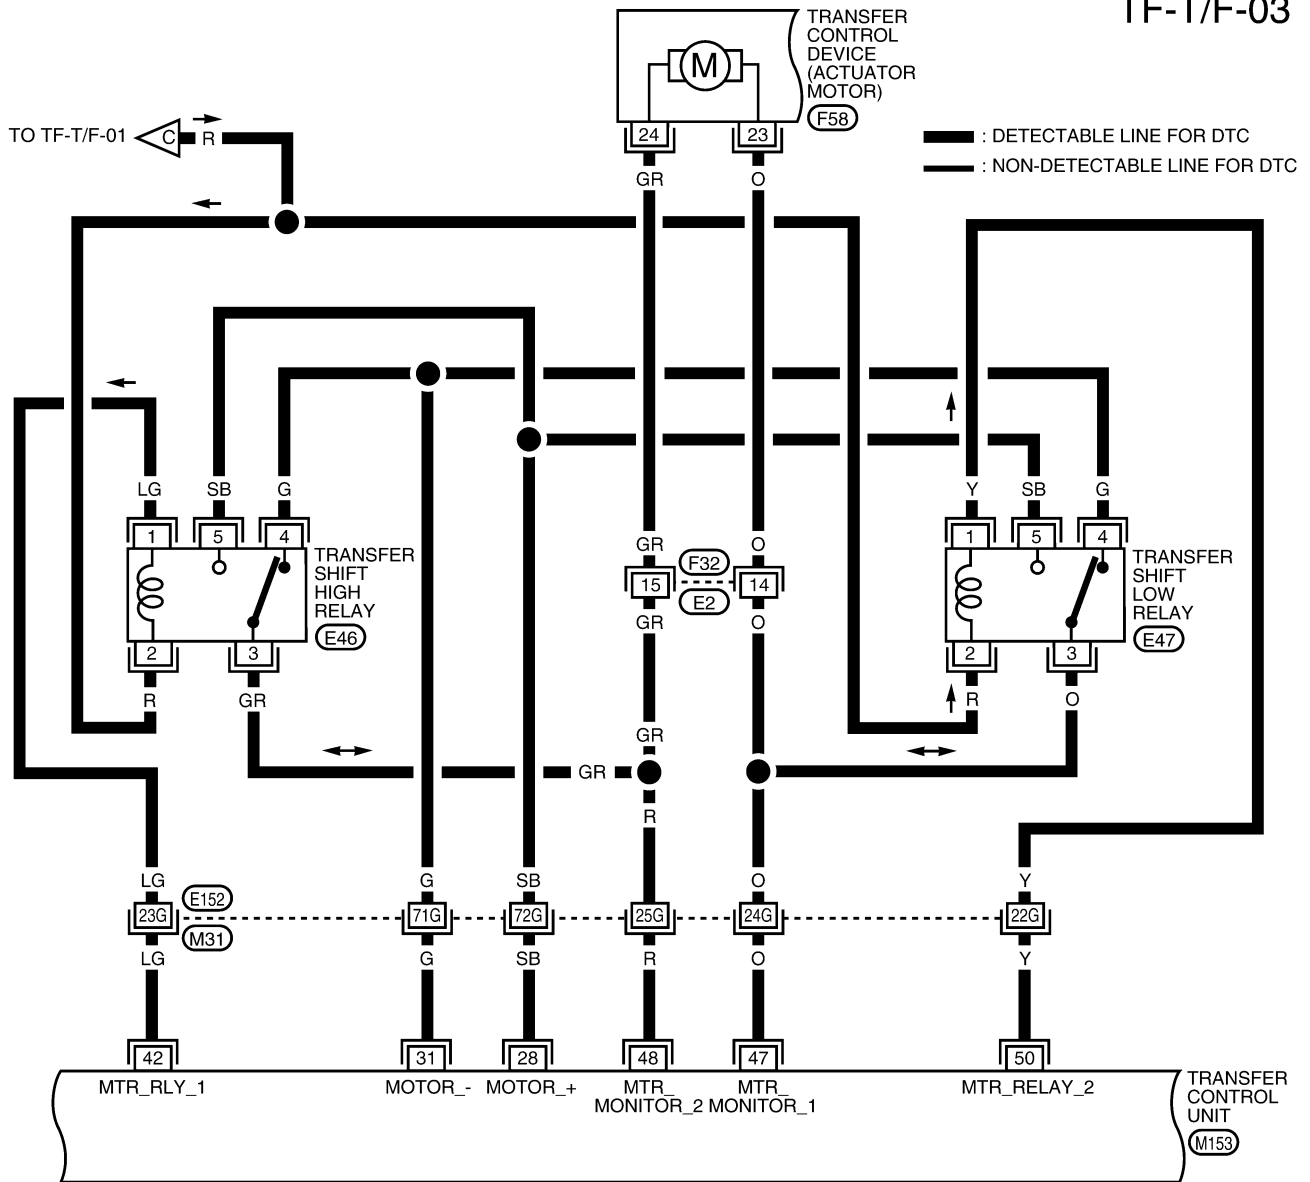 TF-T/F-03
TRANSFER
CONTROL
DEVICE
(ACTUATOR
MOTOR)
F58
M
24
23
TO TF-T/F-01
C
R
: DETECTABLE LINE FOR DTC
: NON-DETECTABLE LINE FOR DTC
GR
O
LG
SB
G
Y
SB
G
1
5
4
TRANSFER
SHIFT
HIGH
RELAY
E46
2
3
R
GR
GR
O
15
14
F32
E2
GR
O
1
5
4
TRANSFER
SHIFT
LOW
RELAY
E47
2
3
R
O
GR
GR
R
LG
G
SB
O
Y
E152
23G
71G
72G
25G
24G
22G
M31
LG
G
SB
R
O
Y
42
31
28
48
47
50
MTR_RLY_1
MOTOR_-
MOTOR_+
MTR_
MONITOR_2
MTR_
MONITOR_1
MTR_RELAY_2
TRANSFER
CONTROL
UNIT
M153